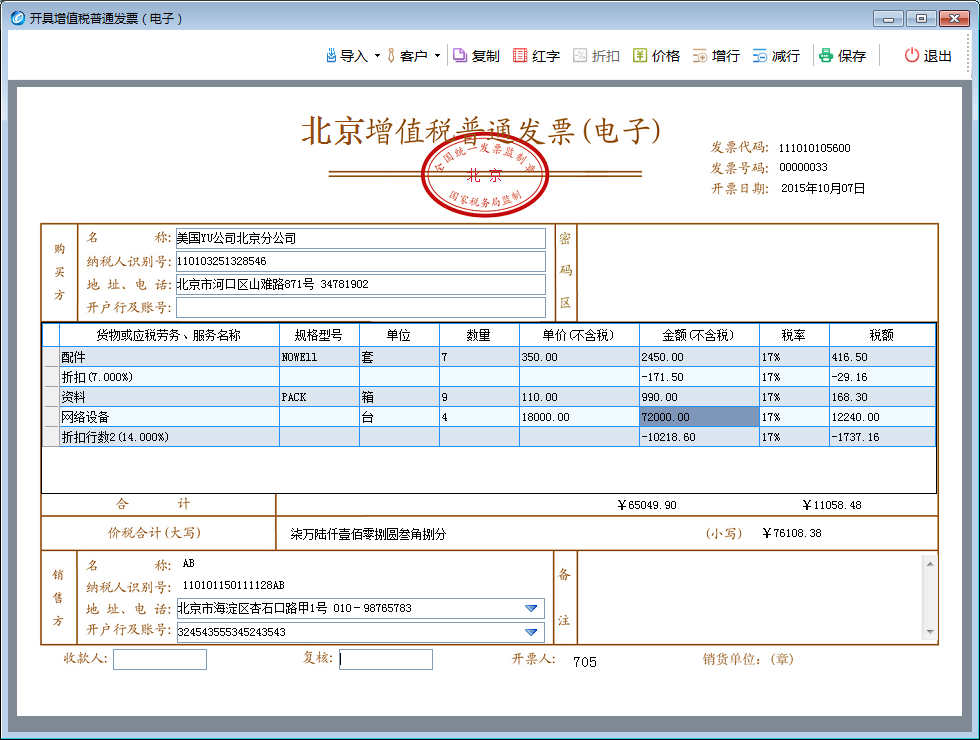 开具增值税普通发票(电子)
导入 客户 复制 红字 折扣 价格 增行 减行 保存 退出
北京增值税普通发票(电子)
全国统一发票监制章
北京
国家税务局监制
发票代码: 111010105600
发票号码: 00000033
开票日期: 2015年10月07日
购买方
名 称: 美国YU公司北京分公司
纳税人识别号: 110103251328546
地 址、电 话: 北京市河口区山雅路871号 34781902
开户行及账号:
密码区
货物或应税劳务、服务名称 规格型号 单位 数量 单价(不含税) 金额(不含税) 税率 税额
配件 NOWEll 套 7 350.00 2450.00 17% 416.50
折扣(7.000%) -171.50 17% -29.16
资料 PACK 箱 9 110.00 990.00 17% 168.30
网络设备 台 4 18000.00 72000.00 17% 12240.00
折扣行数2(14.000%) -10218.60 17% -1737.16
合 计 ¥65049.90 ¥11058.48
价税合计(大写) 柒万陆仟壹佰零捌圆叁角捌分 (小写) ¥76108.38
销售方
名 称: AB
纳税人识别号: 110101150111128AB
地 址、电 话: 北京市海淀区杏石口路甲1号 010-98765783
开户行及账号: 324543555345243543
备注
收款人: 复核: 开票人: 705 销货单位: (章)